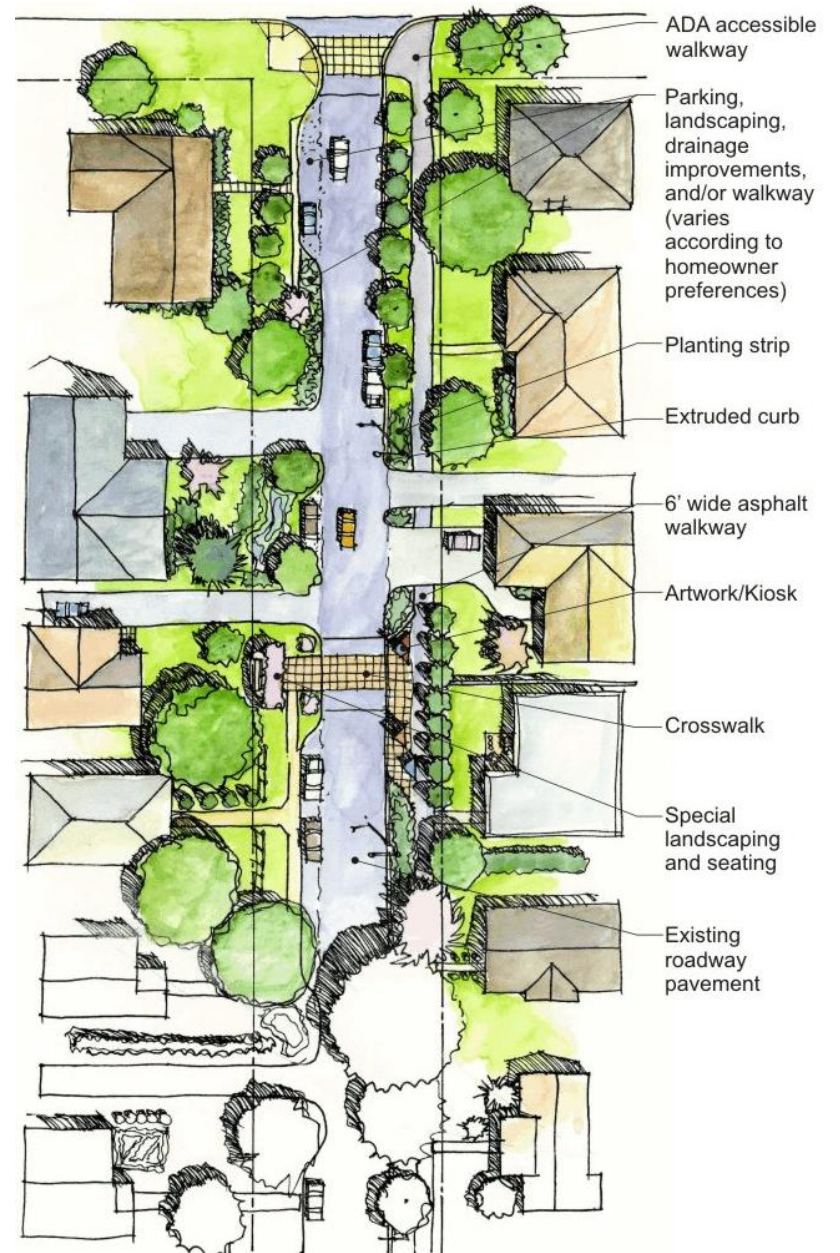 ADA accessible
walkway
Parking,
landscaping,
drainage
improvements,
and/or walkway
(varies
according to
homeowner
preferences)
Planting strip
Extruded curb
6' wide asphalt
walkway
Artwork/Kiosk
Crosswalk
Special
landscaping
and seating
Existing
roadway
pavement